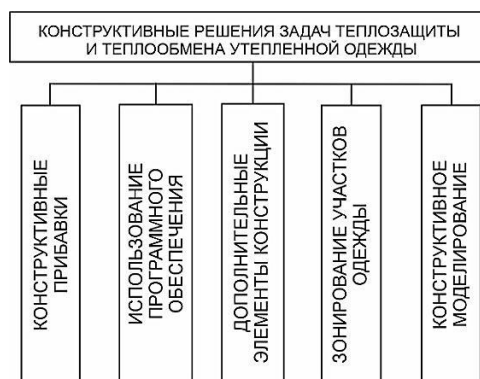 КОНСТРУКТИВНЫЕ РЕШЕНИЯ ЗАДАЧ ТЕПЛОЗАЩИТЫ
И ТЕПЛООБМЕНА УТЕПЛЕННОЙ ОДЕЖДЫ
КОНСТРУКТИВНЫЕ
ПРИБАВКИ
ИСПОЛЬЗОВАНИЕ
ПРОГРАММНОГО
ОБЕСПЕЧЕНИЯ
ДОПОЛНИТЕЛЬНЫЕ
ЭЛЕМЕНТЫ КОНСТРУКЦИИ
ЗОНИРОВАНИЕ УЧАСТКОВ
ОДЕЖДЫ
КОНСТРУКТИВНОЕ
МОДЕЛИРОВАНИЕ